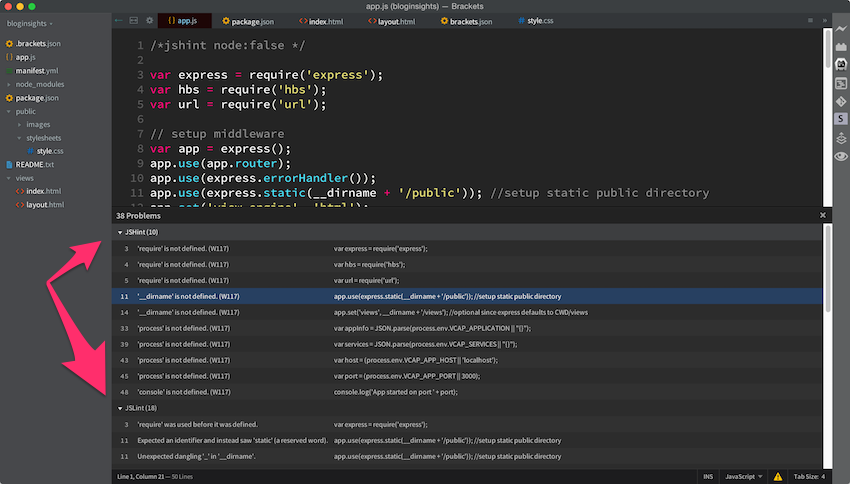 app.js (bloginsights) — Brackets
bloginsights
.brackets.json
app.js
manifest.yml
node_modules
package.json
public
images
stylesheets
style.css
README.txt
views
index.html
layout.html
app.js package.json index.html layout.html brackets.json style.css
1 /*jshint node:false */
2
3 var express = require('express');
4 var hbs = require('hbs');
5 var url = require('url');
6
7 // setup middleware
8 var app = express();
9 app.use(app.router);
10 app.use(express.errorHandler());
11 app.use(express.static(__dirname + '/public')); //setup static public directory
12 app.set('view engine', 'html');
38 Problems
JSHint (10)
3 'require' is not defined. (W117) var express = require('express');
4 'require' is not defined. (W117) var hbs = require('hbs');
5 'require' is not defined. (W117) var url = require('url');
11 '__dirname' is not defined. (W117) app.use(express.static(__dirname + '/public')); //setup static public directory
14 '__dirname' is not defined. (W117) app.set('views', __dirname + '/views'); //optional since express defaults to CWD/views
33 'process' is not defined. (W117) var appInfo = JSON.parse(process.env.VCAP_APPLICATION || "{}");
39 'process' is not defined. (W117) var services = JSON.parse(process.env.VCAP_SERVICES || "{}");
43 'process' is not defined. (W117) var host = (process.env.VCAP_APP_HOST || 'localhost');
45 'process' is not defined. (W117) var port = (process.env.VCAP_APP_PORT || 3000);
48 'console' is not defined. (W117) console.log('App started on port ' + port);
JSLint (18)
3 'require' was used before it was defined. var express = require('express');
11 Expected an identifier and instead saw 'static' (a reserved word). app.use(express.static(__dirname + '/public')); //setup static public directory
11 Unexpected dangling '_' in '__dirname'. app.use(express.static(__dirname + '/public')); //setup static public directory
Line 1, Column 21 — 50 Lines INS JavaScript Tab Size: 4